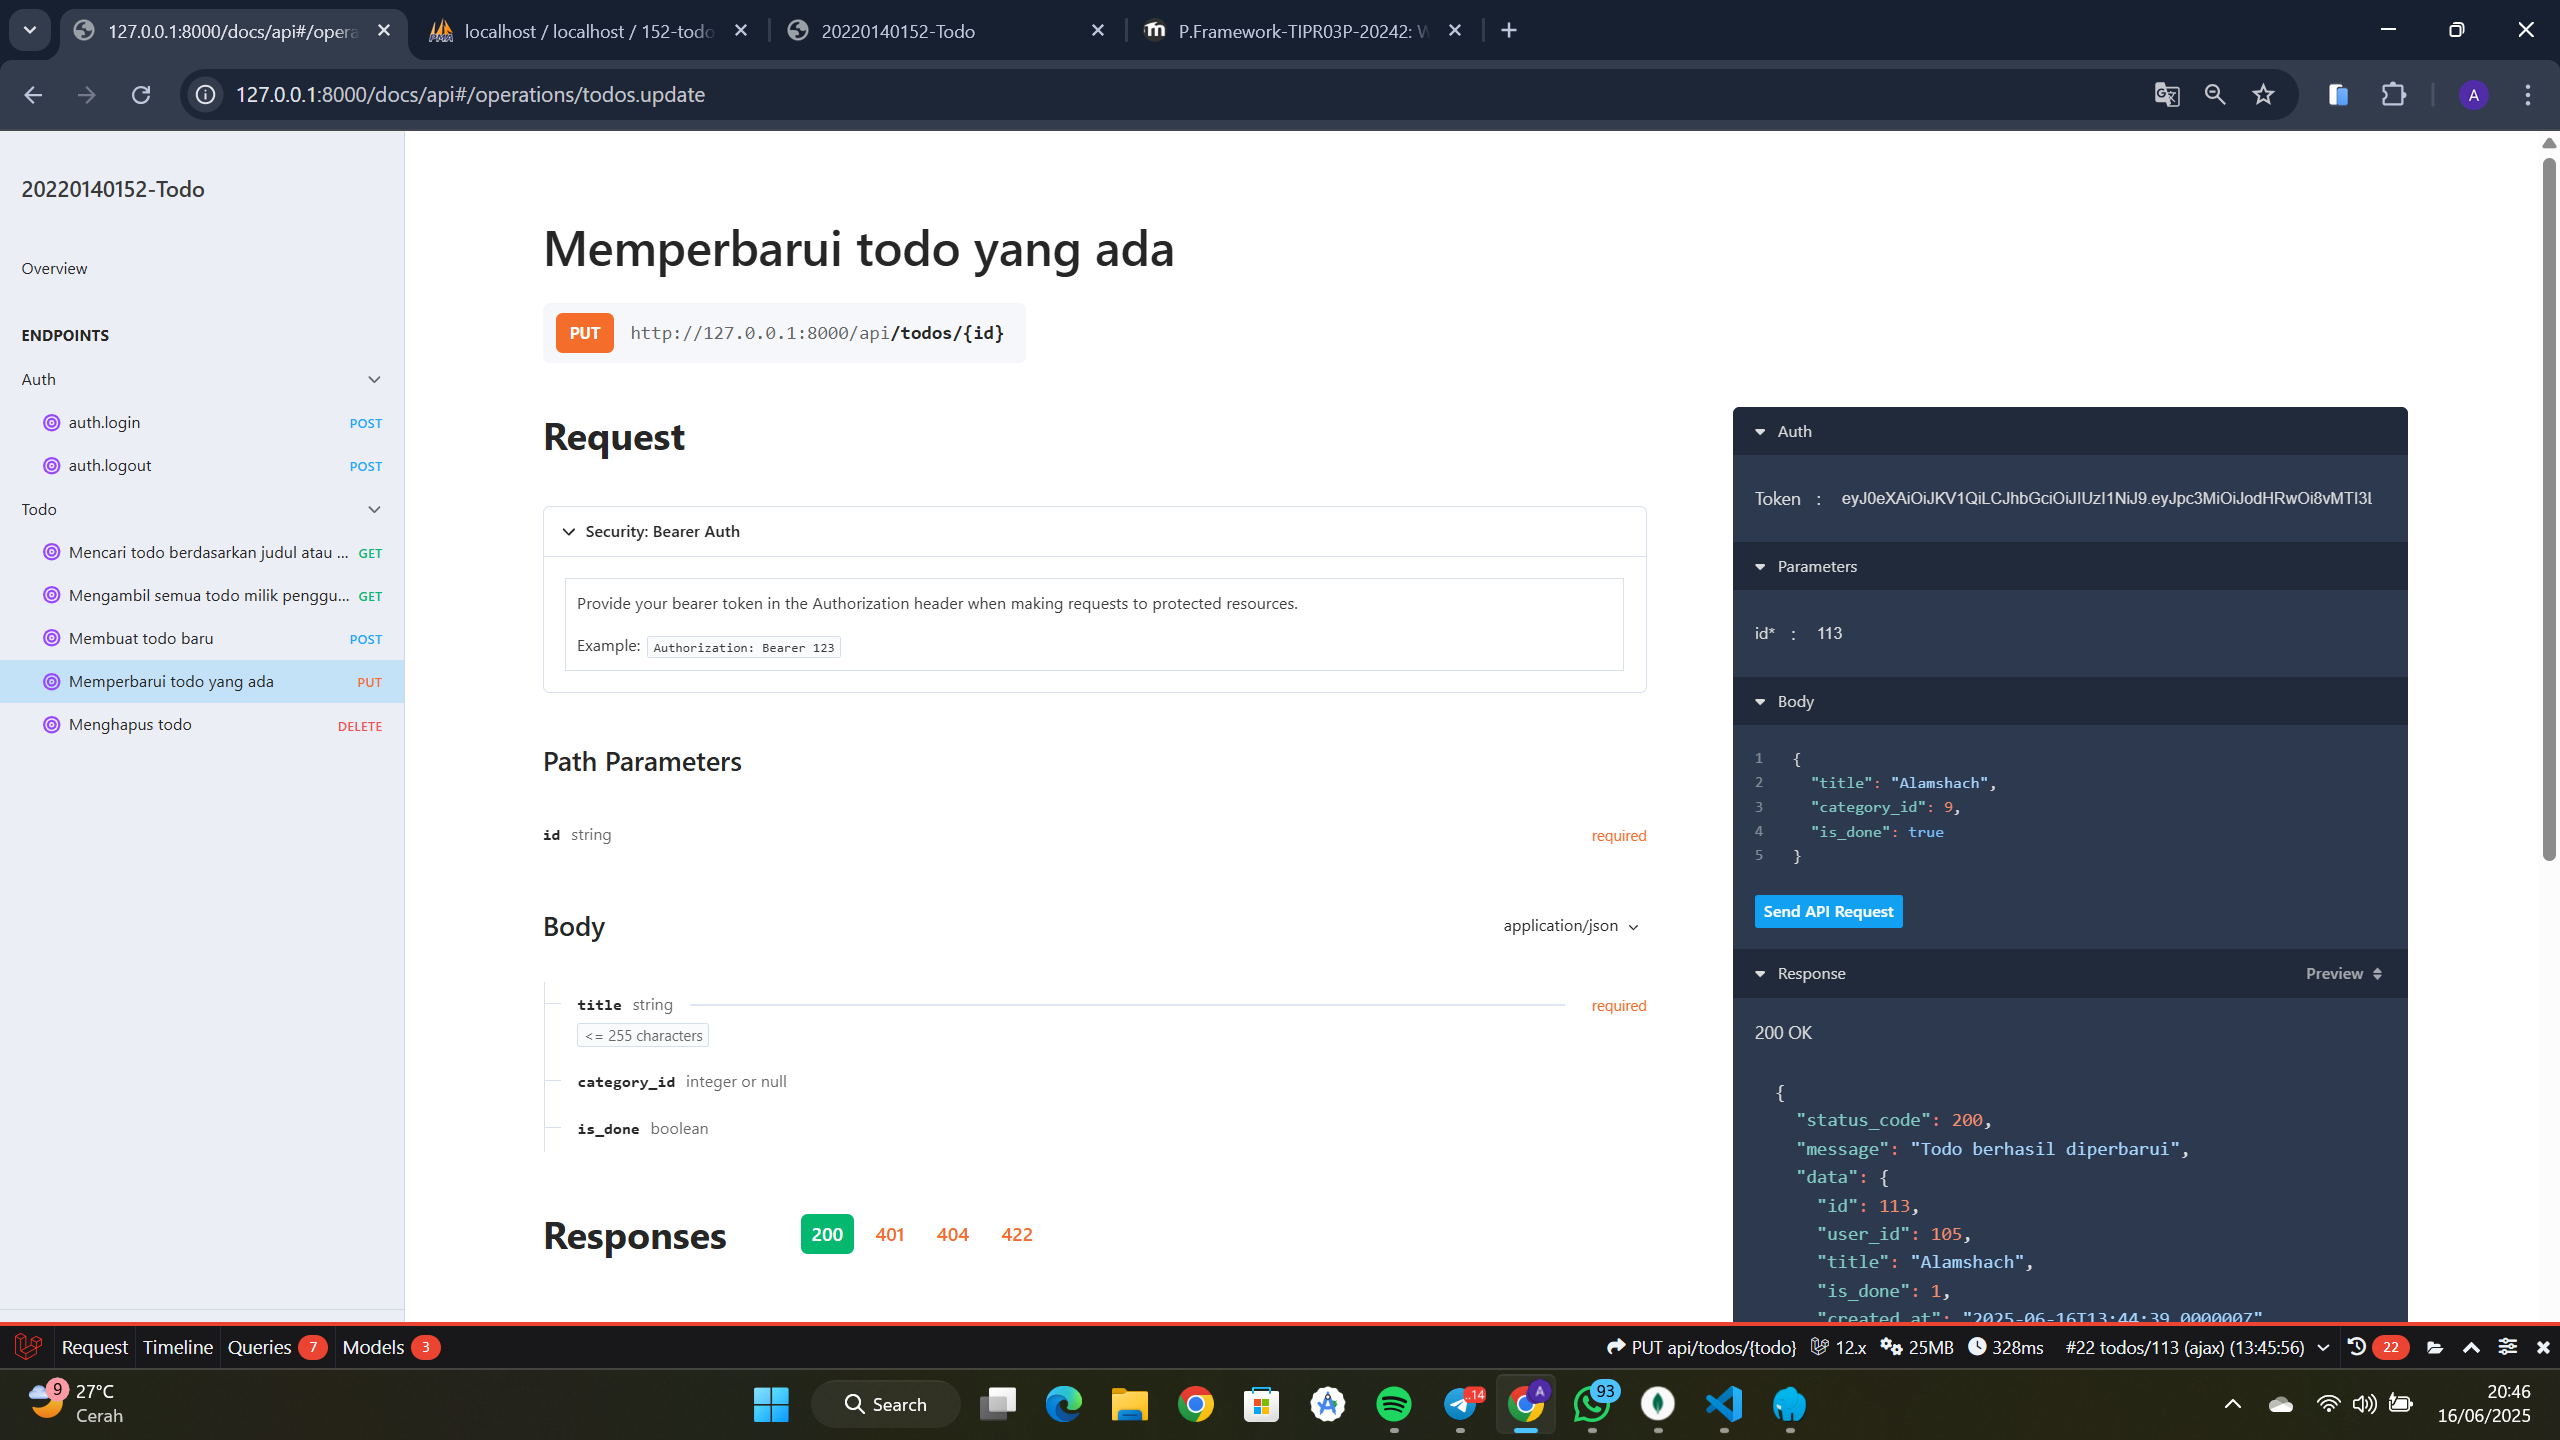 127.0.0.1:8000/docs/api#/opera
localhost / localhost / 152-todo
20220140152-Todo
P.Framework-TIPR03P-20242: W
127.0.0.1:8000/docs/api#/operations/todos.update
A
20220140152-Todo
Overview
ENDPOINTS
Auth
auth.login POST
auth.logout POST
Todo
Mencari todo berdasarkan judul atau ... GET
Mengambil semua todo milik penggu... GET
Membuat todo baru POST
Memperbarui todo yang ada PUT
Menghapus todo DELETE
Memperbarui todo yang ada
PUT http://127.0.0.1:8000/api/todos/{id}
Request
Security: Bearer Auth
Provide your bearer token in the Authorization header when making requests to protected resources.
Example: Authorization: Bearer 123
Path Parameters
id string required
Body application/json
title string required
<= 255 characters
category_id integer or null
is_done boolean
Responses 200 401 404 422
Auth
Token : eyJ0eXAiOiJKV1QiLCJhbGciOiJIUzI1NiJ9.eyJpc3MiOiJodHRwOi8vMTI3L
Parameters
id* : 113
Body
1 {
2 "title": "Alamshach",
3 "category_id": 9,
4 "is_done": true
5 }
Send API Request
Response Preview
200 OK
{
"status_code": 200,
"message": "Todo berhasil diperbarui",
"data": {
"id": 113,
"user_id": 105,
"title": "Alamshach",
"is_done": 1,
"created_at": "2025-06-16T13:44:39.000000Z"
Request Timeline Queries 7 Models 3
PUT api/todos/{todo} 12.x 25MB 328ms #22 todos/113 (ajax) (13:45:56) 22
9
27°C
Cerah
Search
..14
A
93
20:46
16/06/2025